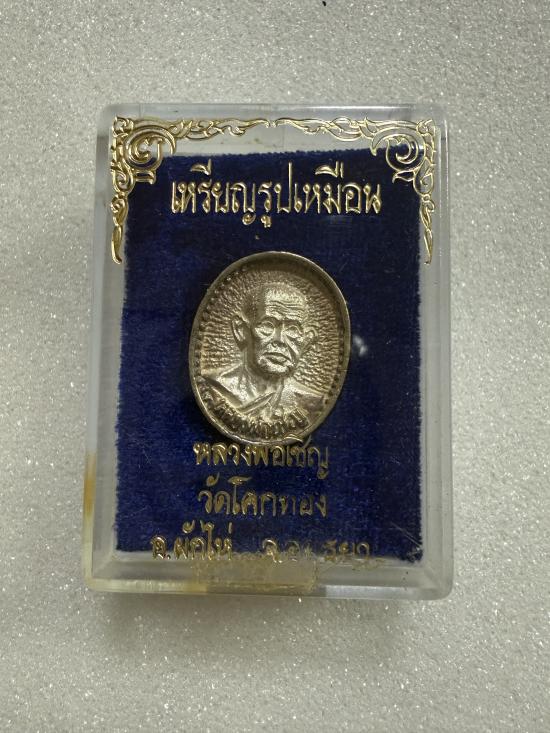 เหรียญรูปเหมือน
หลวงพ่อเชิญ
วัดโคกทอง
อ.ผักไห่